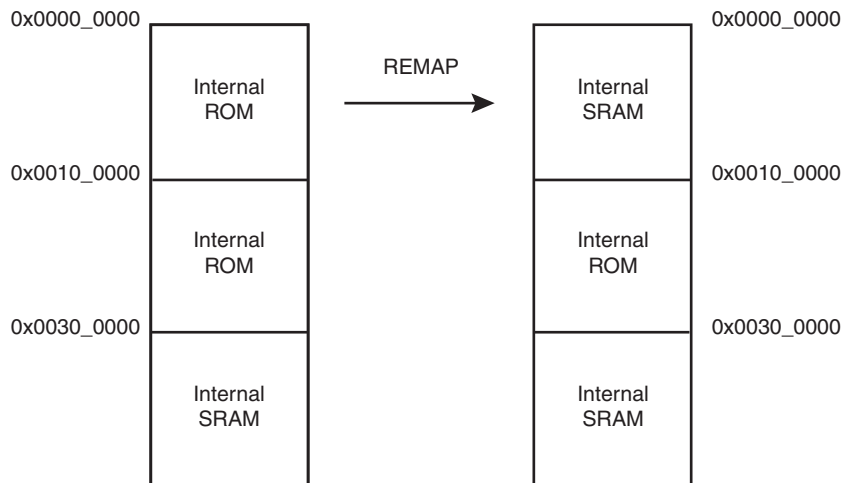 0x0000_0000
Internal
ROM
0x0010_0000
Internal
ROM
0x0030_0000
Internal
SRAM
REMAP
0x0000_0000
Internal
SRAM
0x0010_0000
Internal
ROM
0x0030_0000
Internal
SRAM